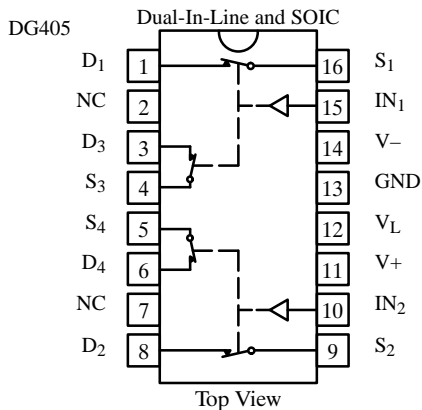 DG405
Dual-In-Line and SOIC
D1 1 16 S1
NC 2 15 IN1
D3 3 14 V–
S3 4 13 GND
S4 5 12 VL
D4 6 11 V+
NC 7 10 IN2
D2 8 9 S2
Top View